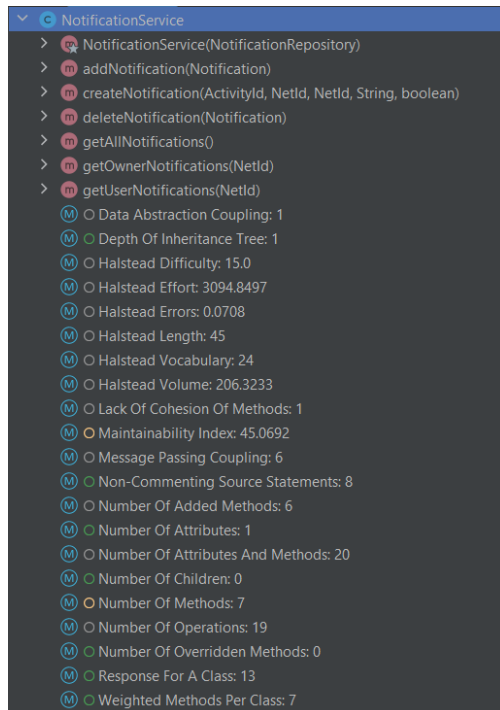 NotificationService
NotificationService(NotificationRepository)
addNotification(Notification)
createNotification(ActivityId, NetId, NetId, String, boolean)
deleteNotification(Notification)
getAllNotifications()
getOwnerNotifications(NetId)
getUserNotifications(NetId)
Data Abstraction Coupling: 1
Depth Of Inheritance Tree: 1
Halstead Difficulty: 15.0
Halstead Effort: 3094.8497
Halstead Errors: 0.0708
Halstead Length: 45
Halstead Vocabulary: 24
Halstead Volume: 206.3233
Lack Of Cohesion Of Methods: 1
Maintainability Index: 45.0692
Message Passing Coupling: 6
Non-Commenting Source Statements: 8
Number Of Added Methods: 6
Number Of Attributes: 1
Number Of Attributes And Methods: 20
Number Of Children: 0
Number Of Methods: 7
Number Of Operations: 19
Number Of Overridden Methods: 0
Response For A Class: 13
Weighted Methods Per Class: 7